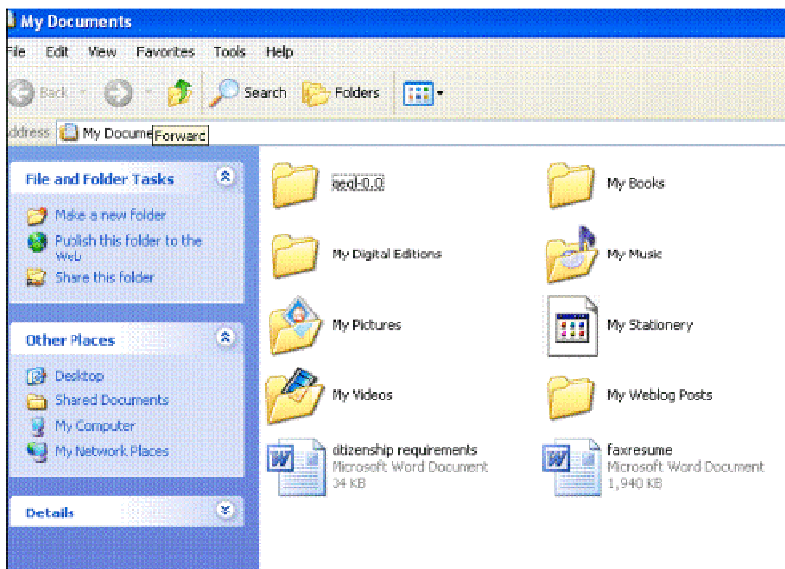 My Documents
File Edit View Favorites Tools Help
Back Search Folders
Address My Docume
Forward
File and Folder Tasks
Make a new folder
Publish this folder to the
Web
Share this folder
Other Places
Desktop
Shared Documents
My Computer
My Network Places
Details
My Books
My Digital Editions
My Music
My Pictures
My Stationery
My Videos
My Weblog Posts
citizenship requirements
Microsoft Word Document
34 KB
faxresume
Microsoft Word Document
1,940 KB